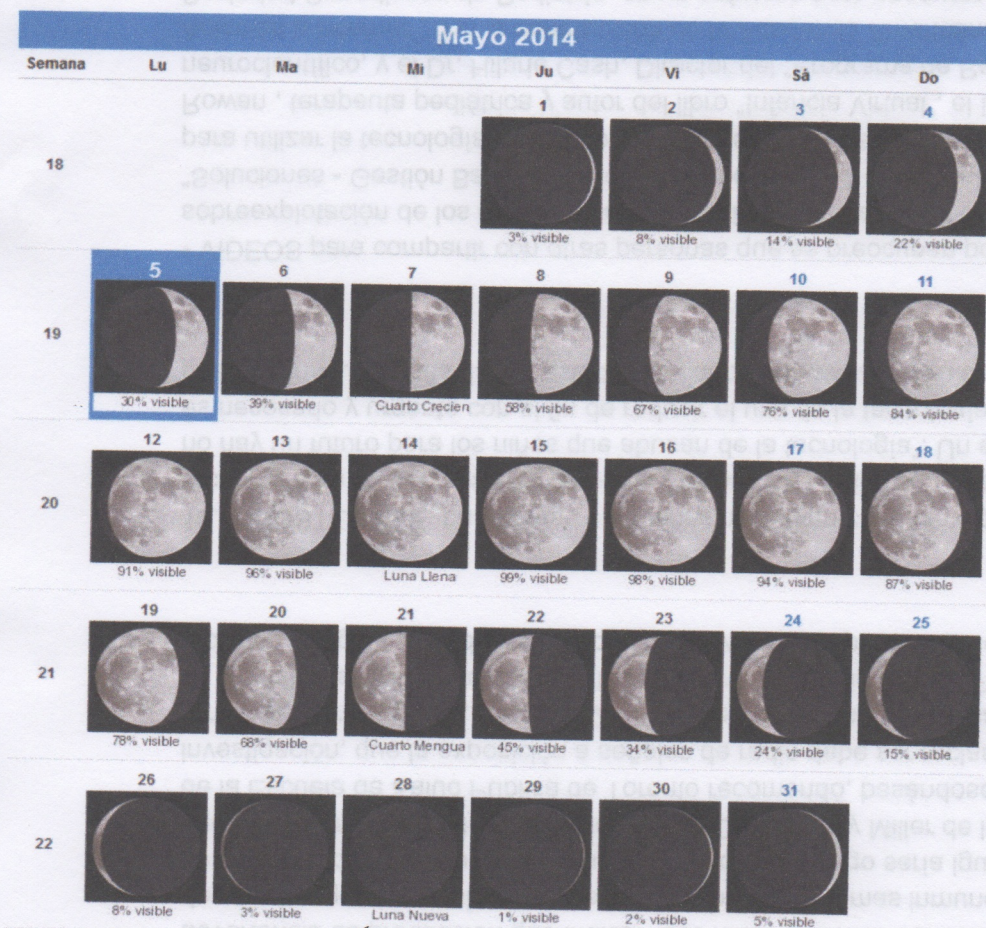 Mayo 2014
Semana Lu Ma Mi Ju Vi Sá Do
1 2 3 4
18
3% visible 8% visible 14% visible 22% visible
5 6 7 8 9 10 11
19
30% visible 39% visible Cuarto Crecien 58% visible 67% visible 76% visible 84% visible
12 13 14 15 16 17 18
20
91% visible 96% visible Luna Llena 99% visible 98% visible 94% visible 87% visible
19 20 21 22 23 24 25
21
78% visible 68% visible Cuarto Mengua 45% visible 34% visible 24% visible 15% visible
26 27 28 29 30 31
22
8% visible 3% visible Luna Nueva 1% visible 2% visible 5% visible